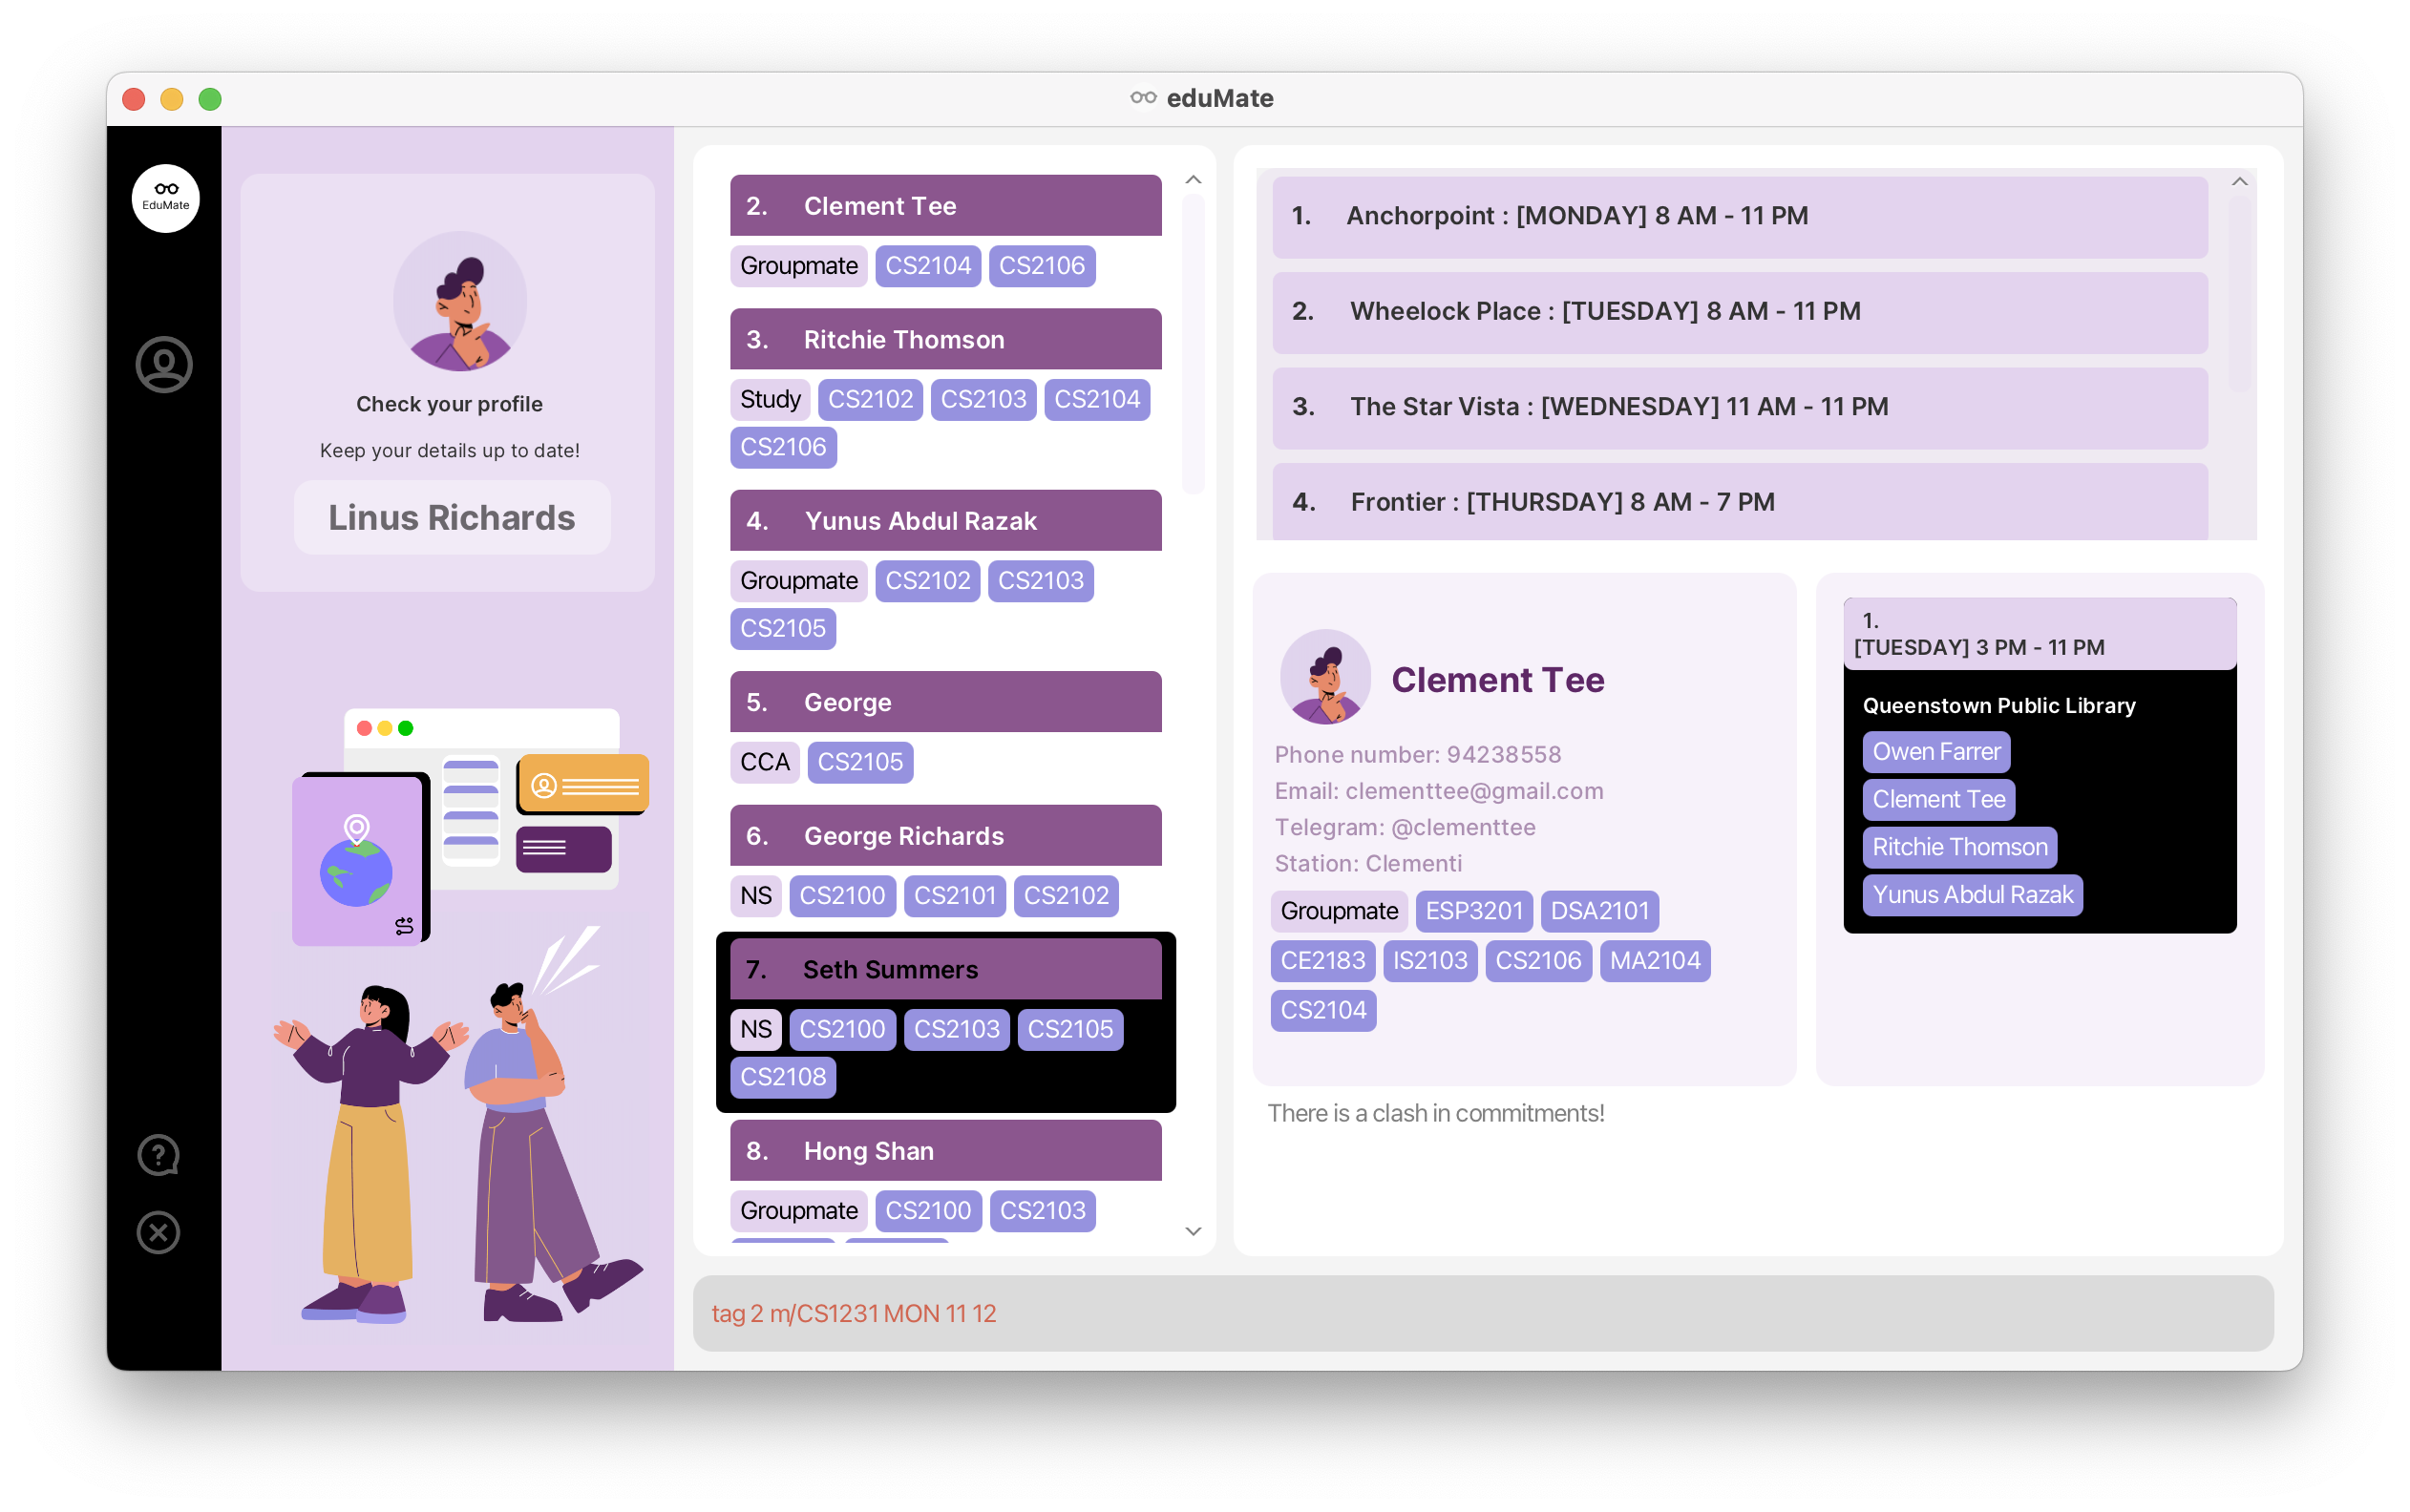 eduMate
EduMate
Check your profile
Keep your details up to date!
Linus Richards
2. Clement Tee
Groupmate CS2104 CS2106
3. Ritchie Thomson
Study CS2102 CS2103 CS2104
CS2106
4. Yunus Abdul Razak
Groupmate CS2102 CS2103
CS2105
5. George
CCA CS2105
6. George Richards
NS CS2100 CS2101 CS2102
7. Seth Summers
NS CS2100 CS2103 CS2105
CS2108
8. Hong Shan
Groupmate CS2100 CS2103
1. Anchorpoint : [MONDAY] 8 AM - 11 PM
2. Wheelock Place : [TUESDAY] 8 AM - 11 PM
3. The Star Vista : [WEDNESDAY] 11 AM - 11 PM
4. Frontier : [THURSDAY] 8 AM - 7 PM
Clement Tee
Phone number: 94238558
Email: clementtee@gmail.com
Telegram: @clementtee
Station: Clementi
Groupmate ESP3201 DSA2101
CE2183 IS2103 CS2106 MA2104
CS2104
1.
[TUESDAY] 3 PM - 11 PM
Queenstown Public Library
Owen Farrer
Clement Tee
Ritchie Thomson
Yunus Abdul Razak
There is a clash in commitments!
tag 2 m/CS1231 MON 11 12